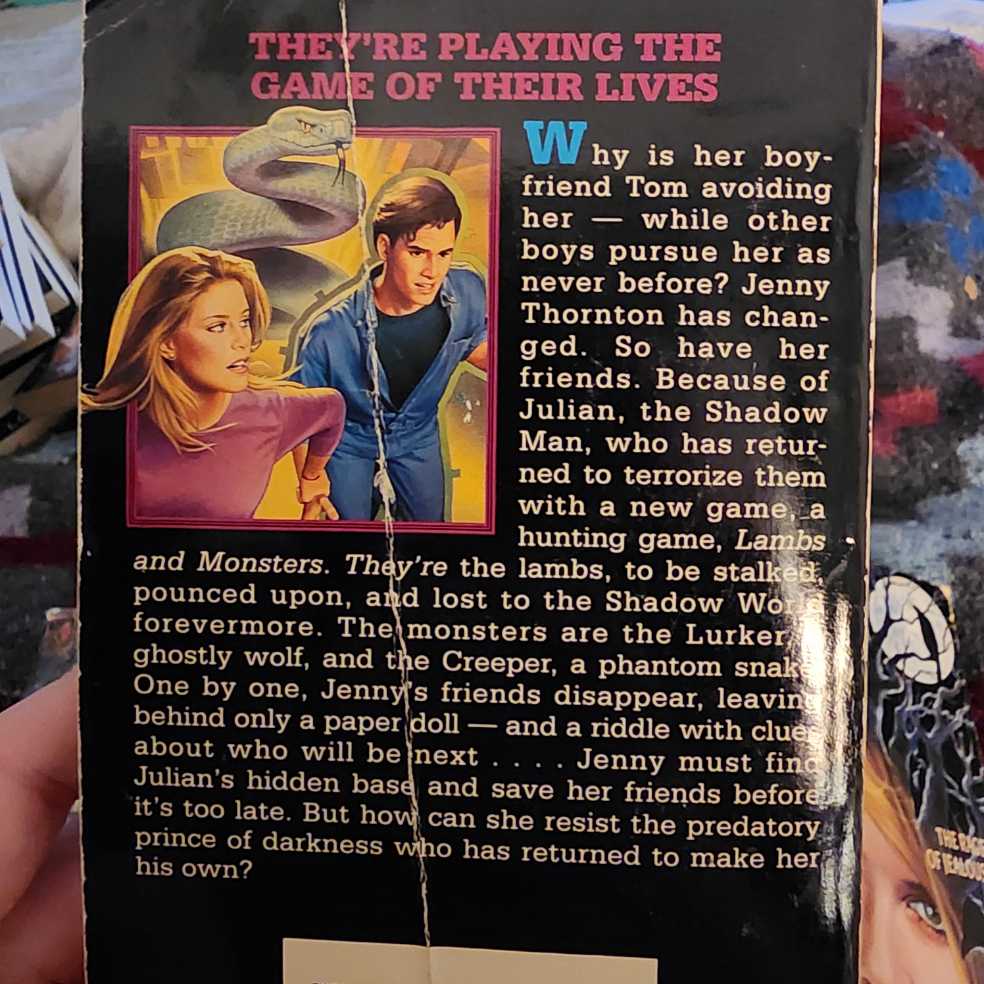 THEY'RE PLAYING THE
GAME OF THEIR LIVES
Why is her boy-
friend Tom avoiding
her — while other
boys pursue her as
never before? Jenny
Thornton has chan-
ged. So have her
friends. Because of
Julian, the Shadow
Man, who has retur-
ned to terrorize them
with a new game, a
hunting game, Lambs
and Monsters. They're the lambs, to be stalked,
pounced upon, and lost to the Shadow World
forevermore. The monsters are the Lurker,
ghostly wolf, and the Creeper, a phantom snake
One by one, Jenny's friends disappear, leaving
behind only a paper doll — and a riddle with clues
about who will be next . . . . Jenny must find
Julian's hidden base and save her friends before
it's too late. But how can she resist the predatory
prince of darkness who has returned to make her
his own?
THE RAGE
OF